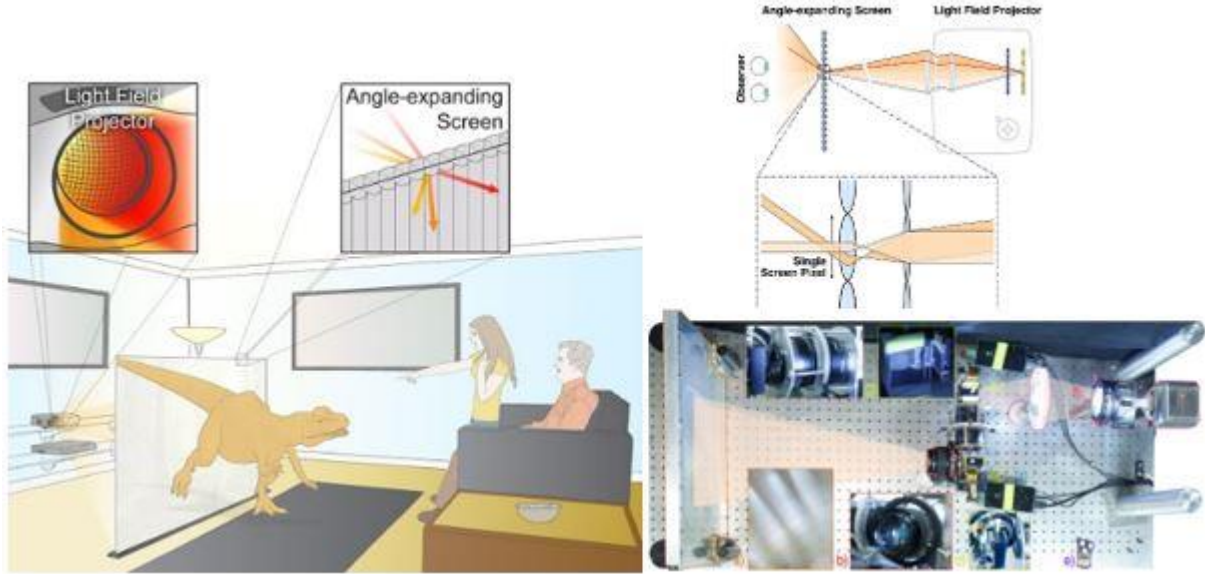 Light Field
Projector
Angle-expanding
Screen
Angle-expanding Screen
Light Field Projector
Observer
Single
Screen Pixel
b)
e)